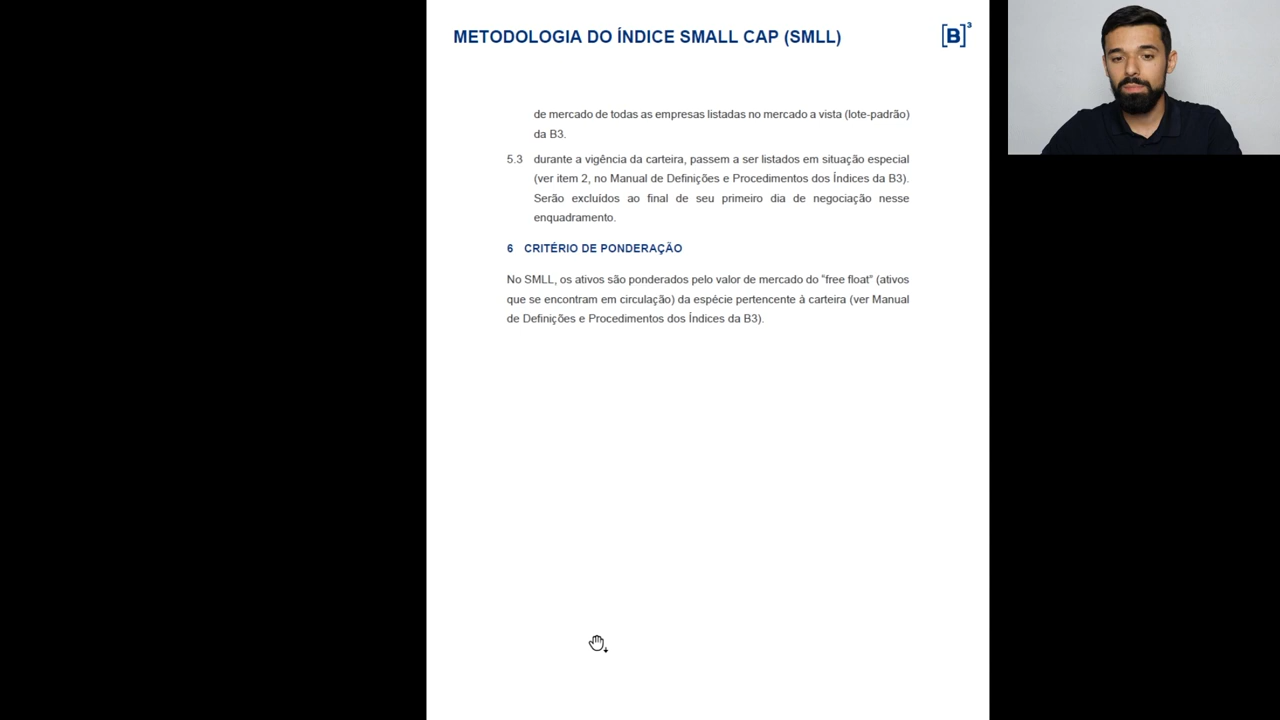 METODOLOGIA DO ÍNDICE SMALL CAP (SMLL)
[B]³
de mercado de todas as empresas listadas no mercado a vista (lote-padrão)
da B3.
5.3 durante a vigência da carteira, passem a ser listados em situação especial
(ver item 2, no Manual de Definições e Procedimentos dos Índices da B3).
Serão excluídos ao final de seu primeiro dia de negociação nesse
enquadramento.
6 CRITÉRIO DE PONDERAÇÃO
No SMLL, os ativos são ponderados pelo valor de mercado do “free float” (ativos
que se encontram em circulação) da espécie pertencente à carteira (ver Manual
de Definições e Procedimentos dos Índices da B3).